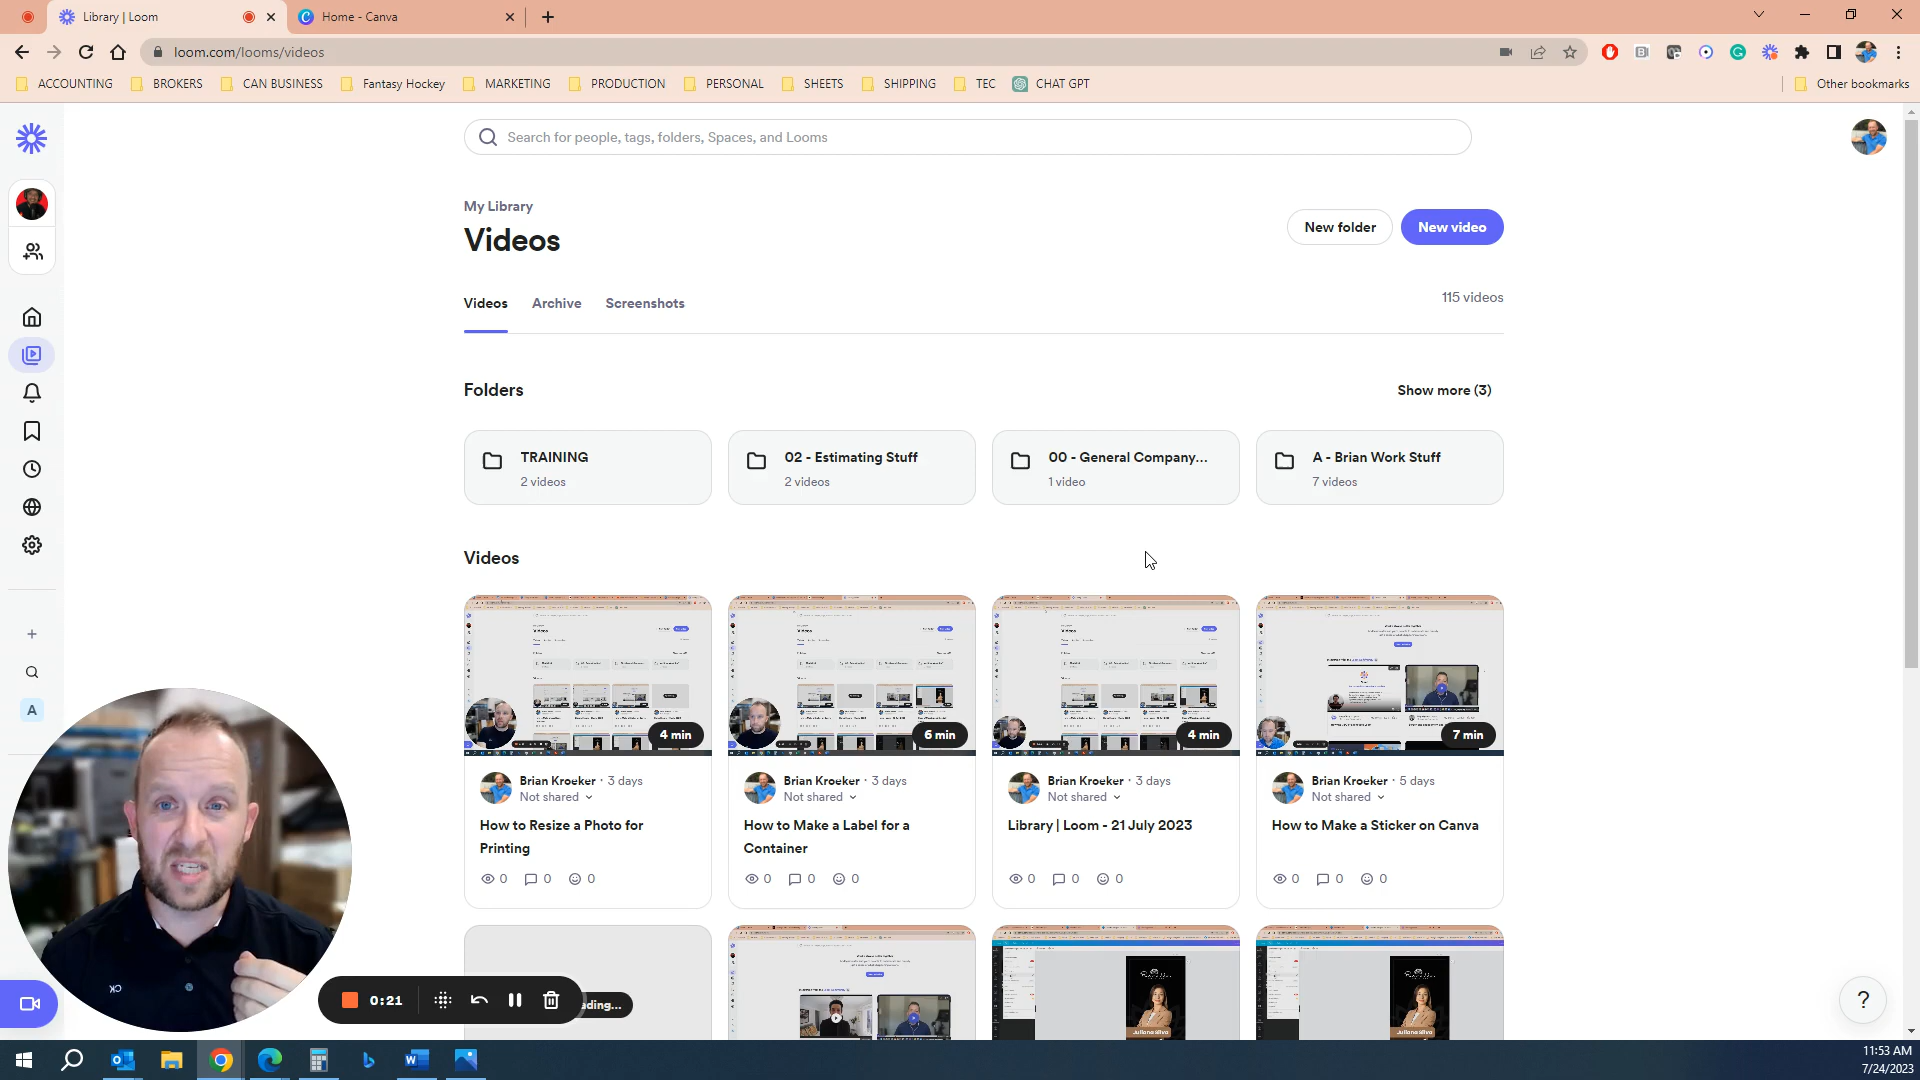 Library | Loom
Home - Canva
loom.com/looms/videos
ACCOUNTING
BROKERS
CAN BUSINESS
Fantasy Hockey
MARKETING
PRODUCTION
PERSONAL
SHEETS
SHIPPING
TEC
CHAT GPT
Other bookmarks
Search for people, tags, folders, Spaces, and Looms
My Library
Videos
New folder
New video
Videos
Archive
Screenshots
115 videos
Folders
Show more (3)
TRAINING
2 videos
02 - Estimating Stuff
2 videos
00 - General Company...
1 video
A - Brian Work Stuff
7 videos
Videos
4 min
6 min
4 min
7 min
Brian Kroeker · 3 days
Not shared
How to Resize a Photo for
Printing
0 0 0
Brian Kroeker · 3 days
Not shared
How to Make a Label for a
Container
0 0 0
Brian Kroeker · 3 days
Not shared
Library | Loom - 21 July 2023
0 0 0
Brian Kroeker · 5 days
Not shared
How to Make a Sticker on Canva
0 0 0
A
0:21
ading...
Juliana Silva
Juliana Silva
?
11:53 AM
7/24/2023